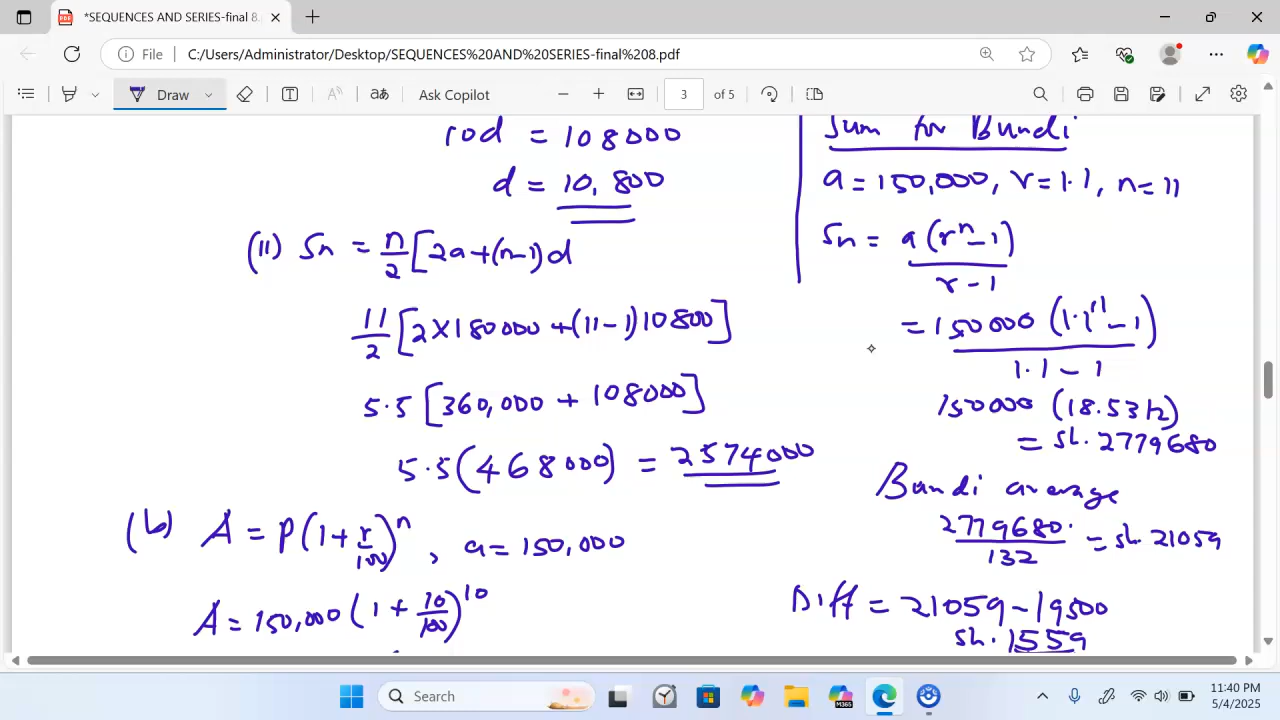 *SEQUENCES AND SERIES-final 8.
File C:/Users/Administrator/Desktop/SEQUENCES%20AND%20SERIES-final%208.pdf
Draw Ask Copilot 3 of 5
rod = 108000
d = 10,800
(ii) Sn = n/2 [2a+(n-1)d
11/2 [2×180000 +(11-1)10800]
5.5 [360,000 + 108000]
5.5(468000) = 2574000
(b) A = P(1+r/100)^n, a=150,000
A = 150,000 (1 + 10/100)^10
Sum for Bundi
a=150,000, r=1.1, n=11
Sn = a(r^n-1)/r-1
=150000 (1.1^11-1)/1.1-1
150000 (18.5312)
= sh.2779680
Bundi average
2779680/132 = sh.21059
Diff = 21059-19500
sh.1559
Search
M365
11:40 PM
5/4/2025